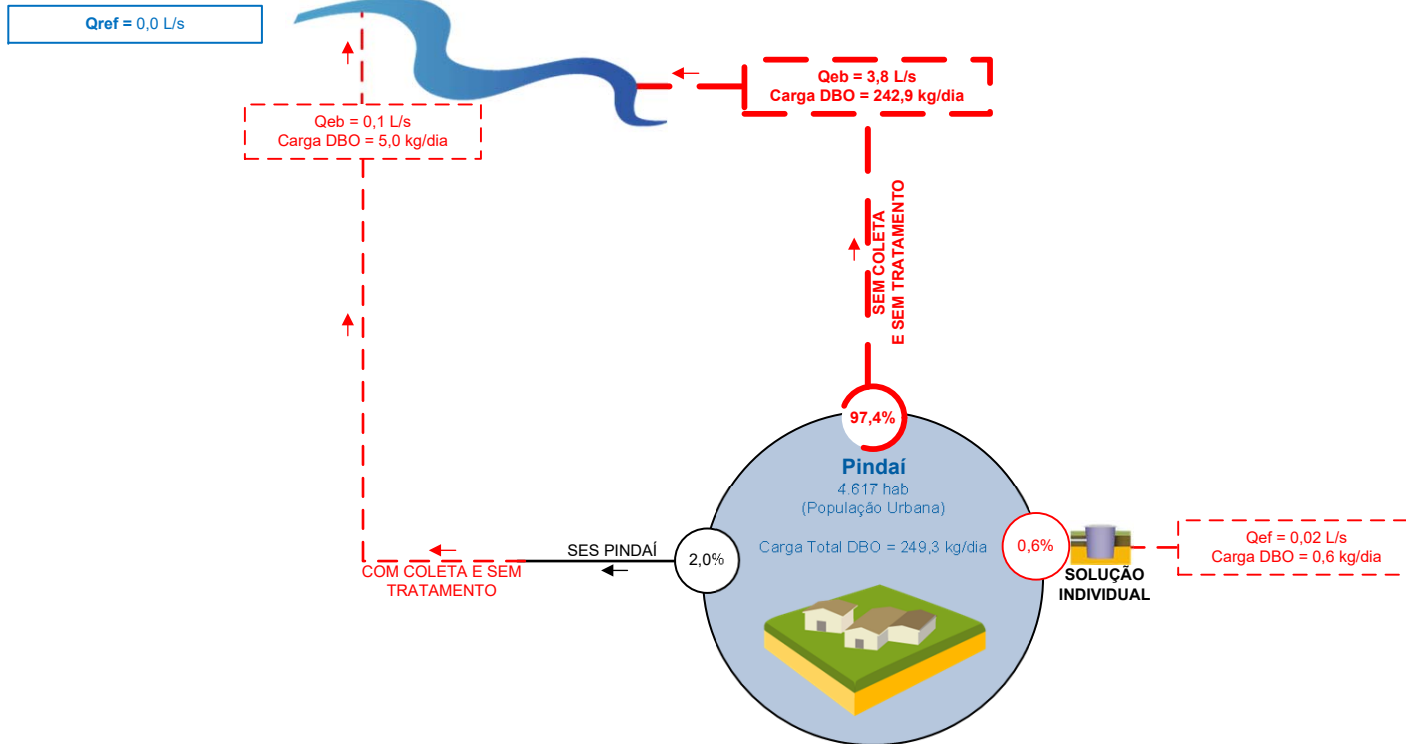 Qref = 0,0 L/s
Qeb = 3,8 L/s
Carga DBO = 242,9 kg/dia
Qeb = 0,1 L/s
Carga DBO = 5,0 kg/dia
SEM COLETA
E SEM TRATAMENTO
97,4%
Pindaí
4.617 hab
(População Urbana)
Carga Total DBO = 249,3 kg/dia
SES PINDAÍ
2,0%
COM COLETA E SEM
TRATAMENTO
0,6%
SOLUÇÃO
INDIVIDUAL
Qef = 0,02 L/s
Carga DBO = 0,6 kg/dia